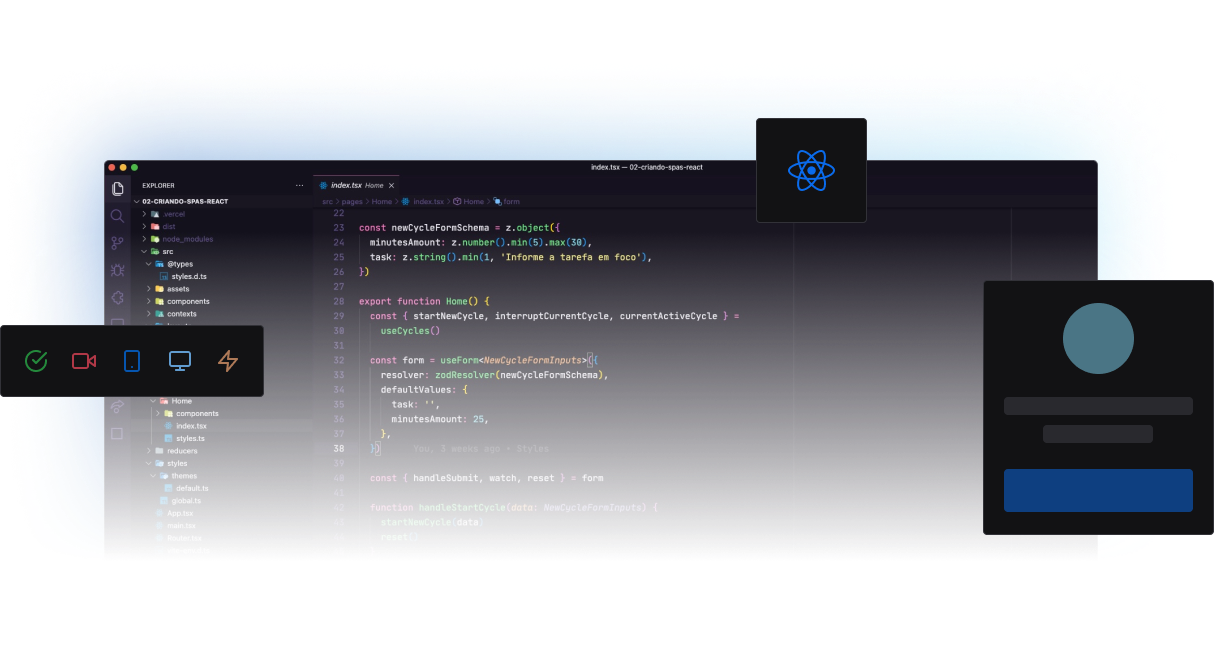 index.tsx — 02-criando-spas-react
EXPLORER
···
02-CRIANDO-SPAS-REACT
.vercel
dist
node_modules
src
@types
styles.d.ts
assets
components
contexts
Home
components
index.tsx
styles.ts
reducers
styles
themes
default.ts
global.ts
App.tsx
main.tsx
Router.tsx
index.tsx Home
src > pages > Home > index.tsx > Home > form
22
23 const newCycleFormSchema = z.object({
24 minutesAmount: z.number().min(5).max(30),
25 task: z.string().min(1, 'Informe a tarefa em foco'),
26 })
27
28 export function Home() {
29 const { startNewCycle, interruptCurrentCycle, currentActiveCycle } =
30 useCycles()
31
32 const form = useForm<NewCycleFormInputs>({
33 resolver: zodResolver(newCycleFormSchema),
34 defaultValues: {
35 task: '',
36 minutesAmount: 25,
37 },
38 }) You, 5 weeks ago • Styles
39
40 const { handleSubmit, watch, reset } = form
41
42 function handleStartCycle(data: NewCycleFormInputs) {
43 startNewCycle(data)
reset()